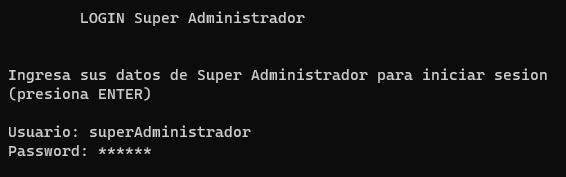 LOGIN Super Administrador
Ingresa sus datos de Super Administrador para iniciar sesion
(presiona ENTER)
Usuario: superAdministrador
Password: ******